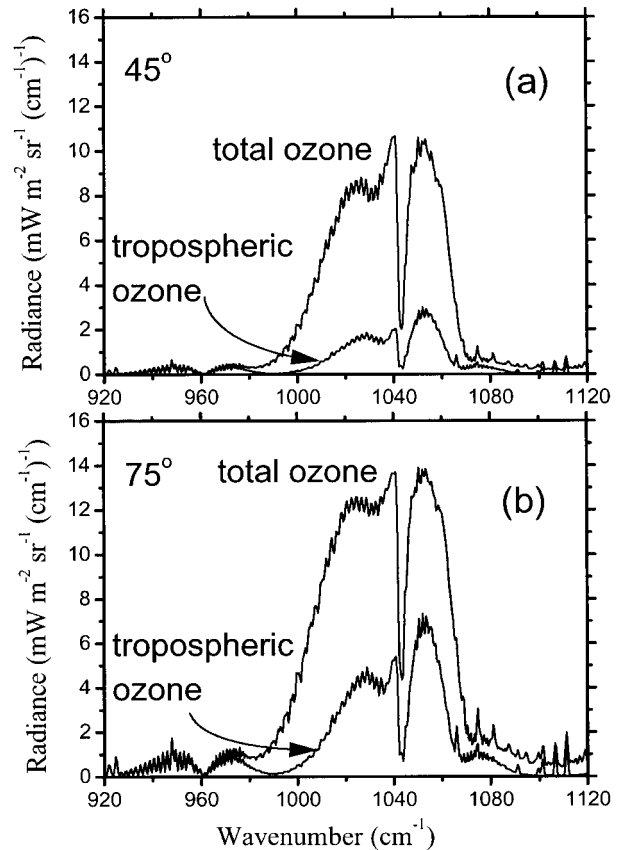 16
14
12
10
8
6
4
2
0
Radiance (mW m⁻² sr⁻¹ (cm⁻¹)⁻¹)
45°
(a)
total ozone
tropospheric
ozone
920 960 1000 1040 1080 1120
16
14
12
10
8
6
4
2
0
Radiance (mW m⁻² sr⁻¹ (cm⁻¹)⁻¹)
75°
total ozone
(b)
tropospheric
ozone
920 960 1000 1040 1080 1120
Wavenumber (cm⁻¹)